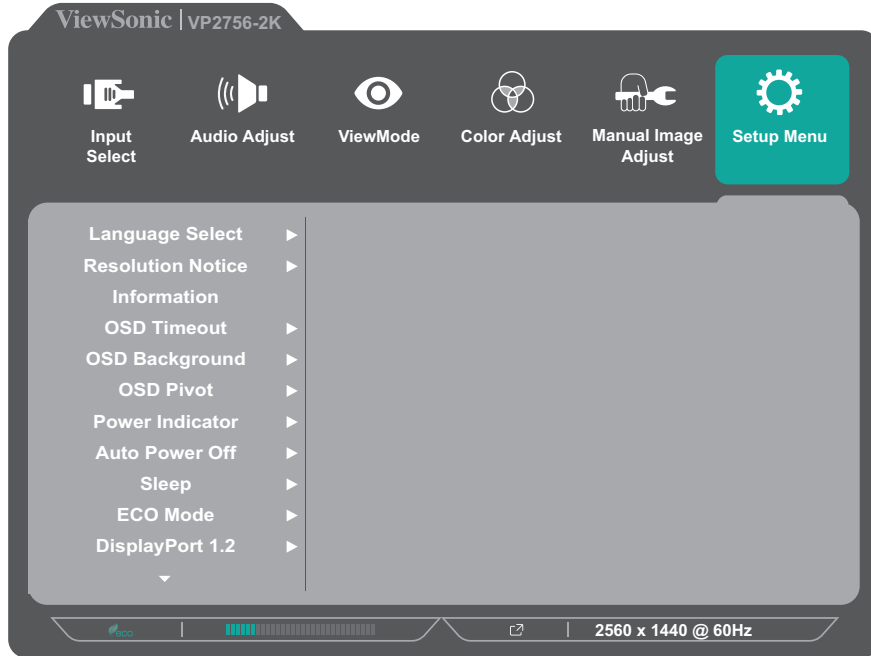 ViewSonic | VP2756-2K
Input Select
Audio Adjust
ViewMode
Color Adjust
Manual Image Adjust
Setup Menu
Language Select
Resolution Notice
Information
OSD Timeout
OSD Background
OSD Pivot
Power Indicator
Auto Power Off
Sleep
ECO Mode
DisplayPort 1.2
eco
2560 x 1440 @ 60Hz